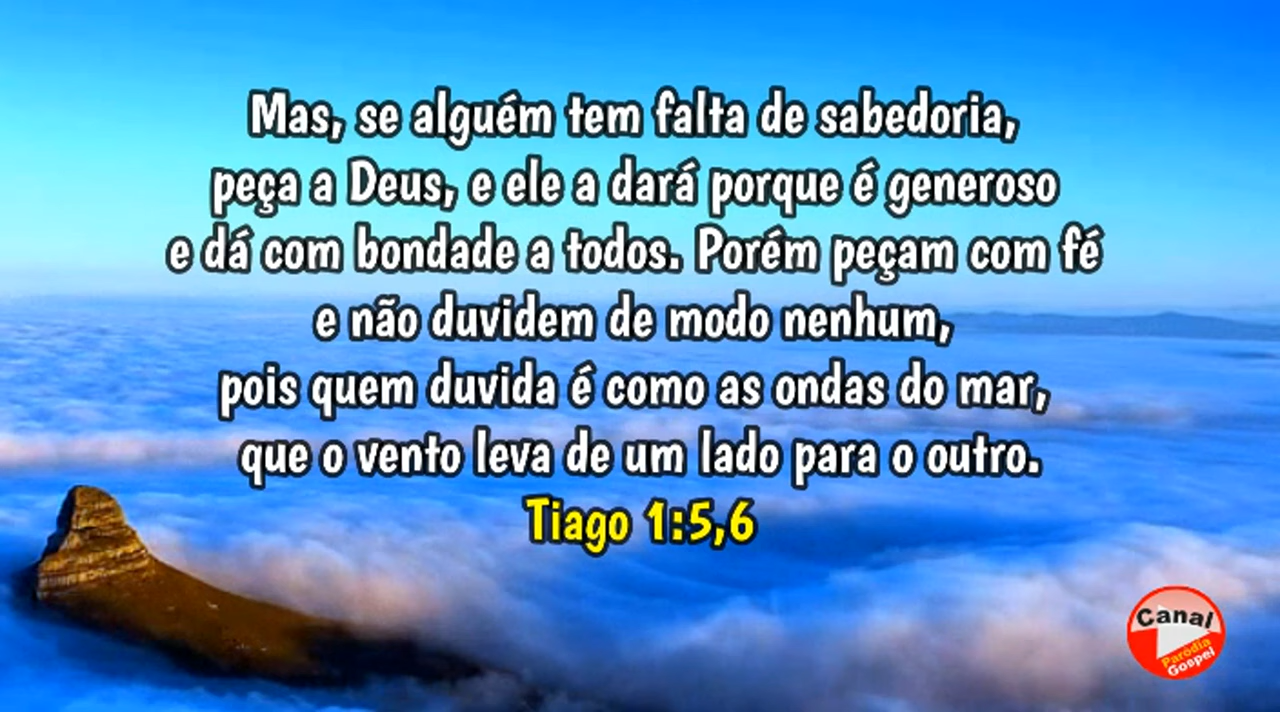 Mas, se alguém tem falta de sabedoria,
peça a Deus, e ele a dará porque é generoso
e dá com bondade a todos. Porém peçam com fé
e não duvidem de modo nenhum,
pois quem duvida é como as ondas do mar,
que o vento leva de um lado para o outro.
Tiago 1:5,6
Canal
Paródia
Gospel